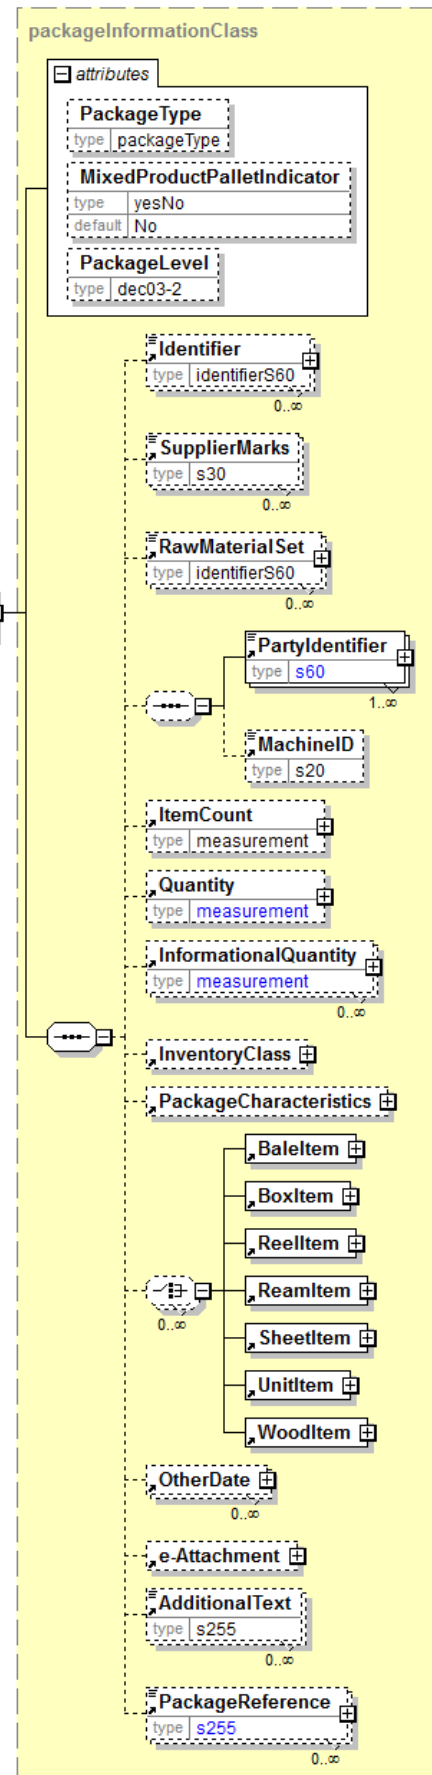 packageInformationClass
attributes
PackageType
type packageType
MixedProductPalletIndicator
type yesNo
default No
PackageLevel
type dec03-2
Identifier
type identifierS60
0..∞
SupplierMarks
type s30
0..∞
RawMaterialSet
type identifierS60
0..∞
PartyIdentifier
type s60
1..∞
MachineID
type s20
ItemCount
type measurement
Quantity
type measurement
InformationalQuantity
type measurement
0..∞
InventoryClass
PackageCharacteristics
BaleItem
BoxItem
ReelItem
ReamItem
0..∞
SheetItem
UnitItem
WoodItem
OtherDate
0..∞
e-Attachment
AdditionalText
type s255
0..∞
PackageReference
type s255
0..∞